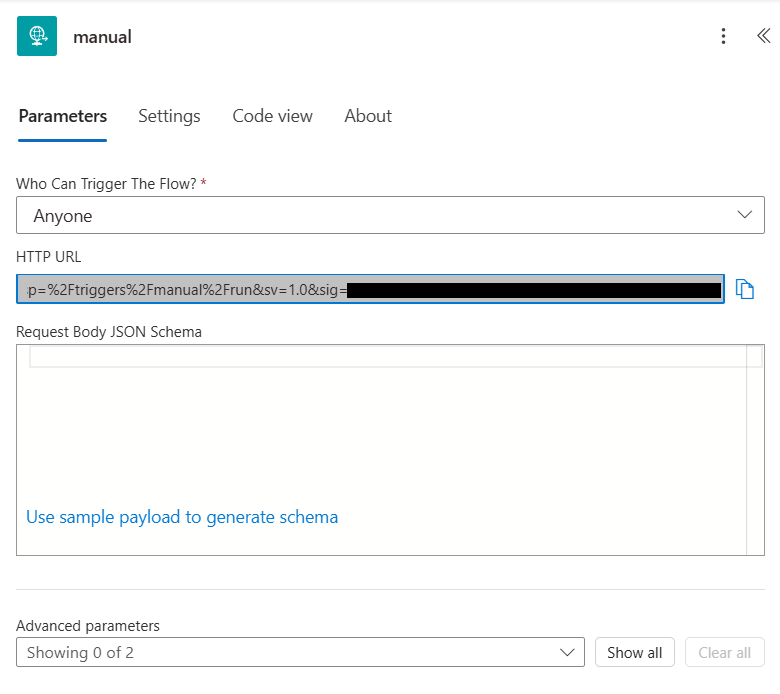 manual
Parameters Settings Code view About
Who Can Trigger The Flow? *
Anyone
HTTP URL
p=%2Ftriggers%2Fmanual%2Frun&sv=1.0&sig=
Request Body JSON Schema
Use sample payload to generate schema
Advanced parameters
Showing 0 of 2 Show all Clear all